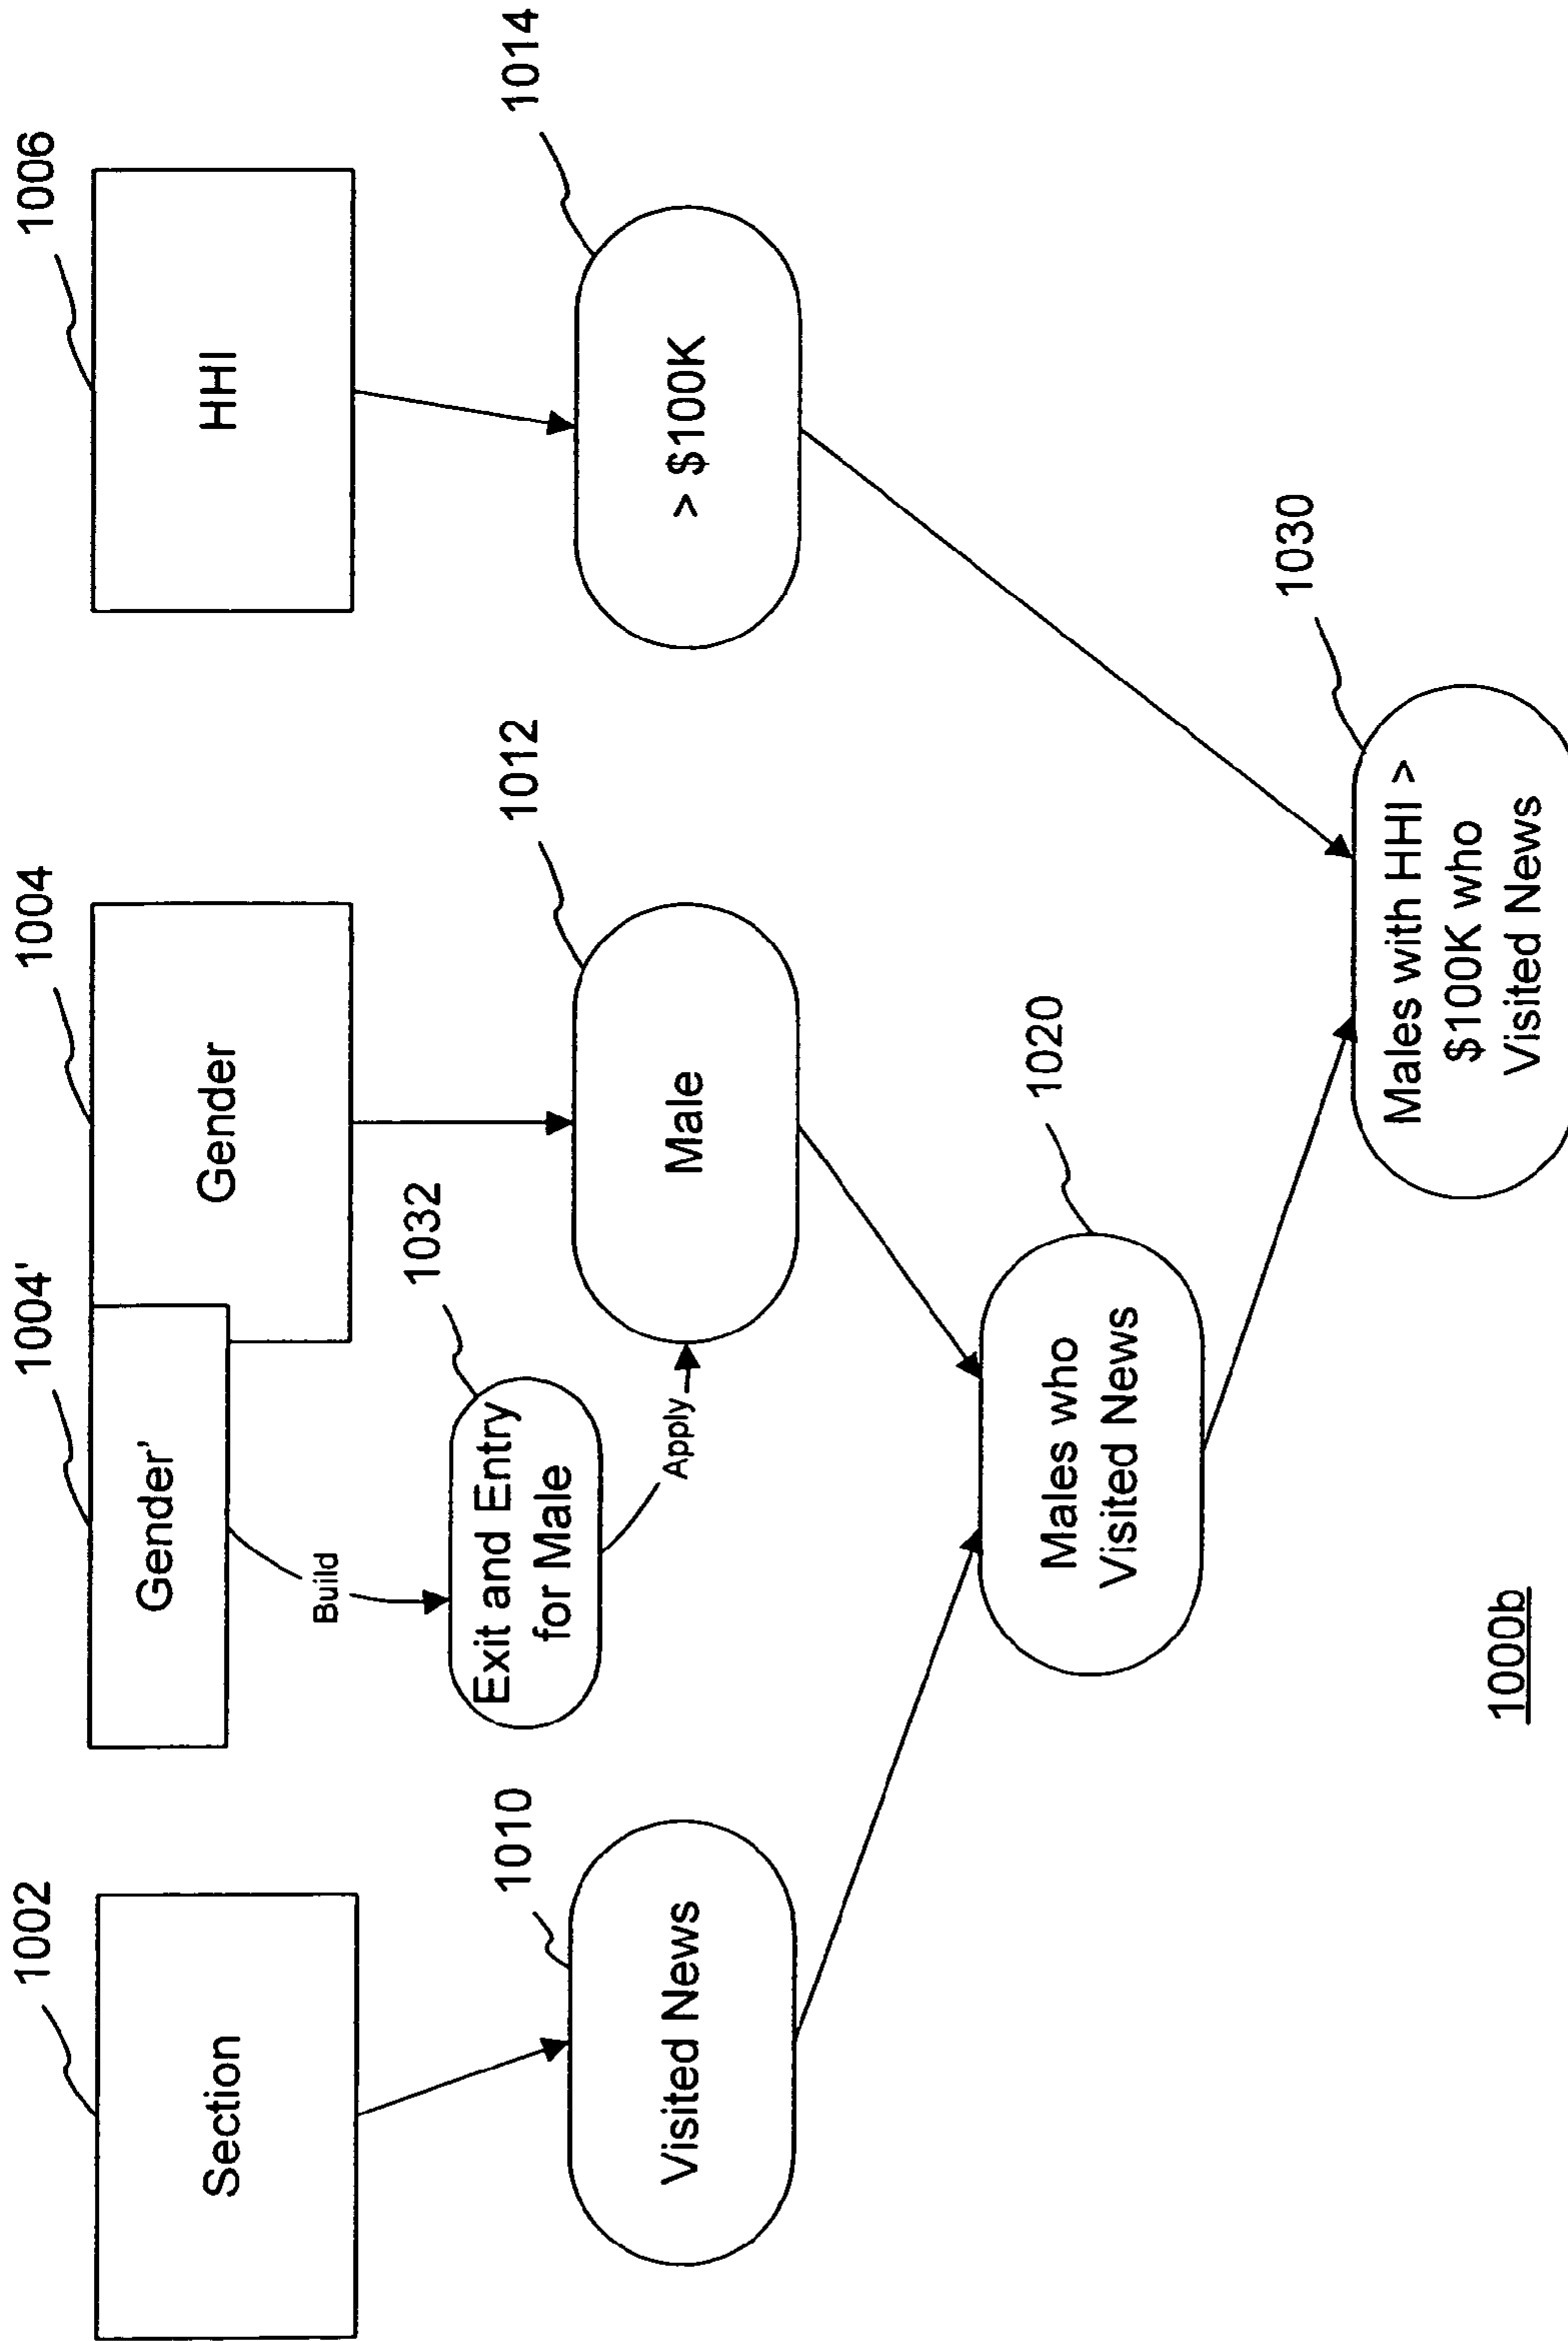 1002
1004'
1004
1006
Section
Gender'
Gender
HHI
Build
1032
1010
1012
1014
Exit and Entry
for Male
Apply
Visited News
Male
> $100K
1020
Males who
Visited News
1030
Males with HHI >
$100K who
Visited News
1000b